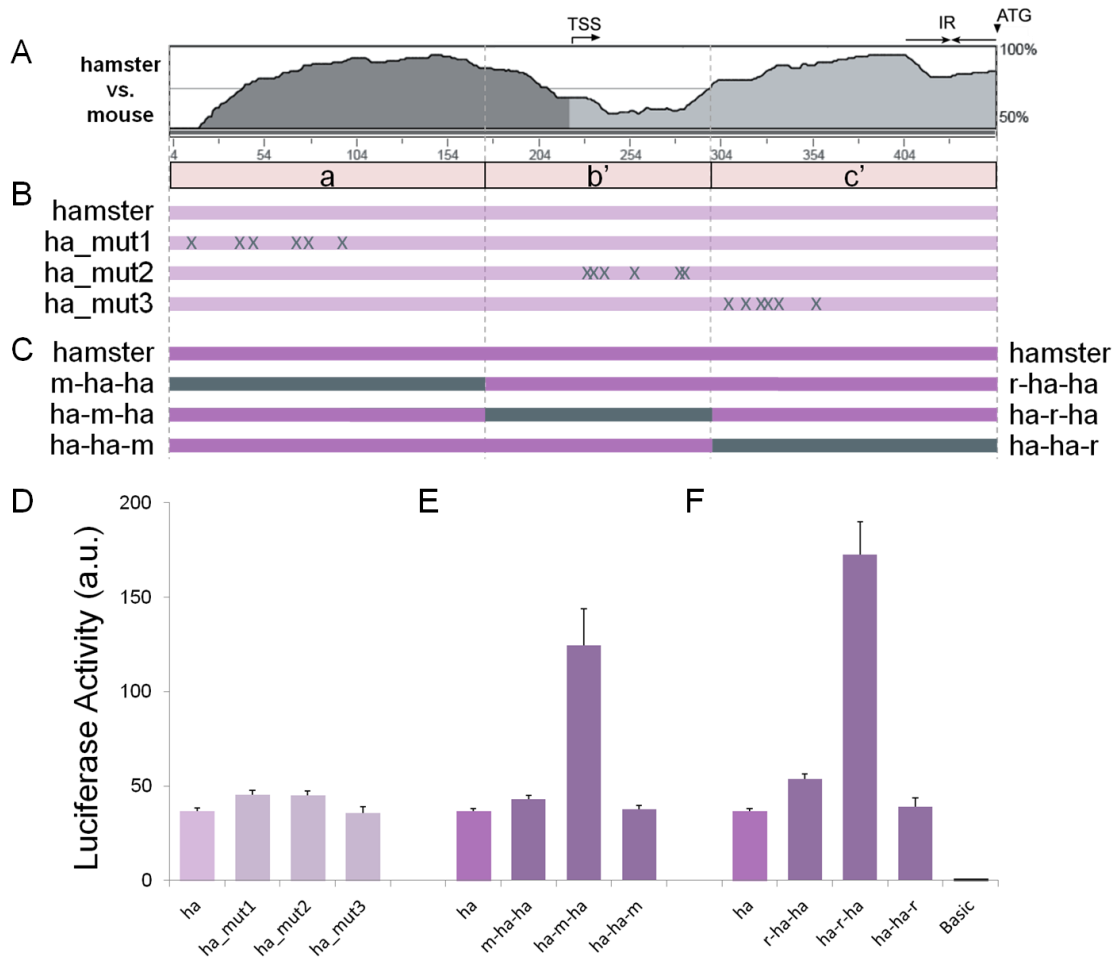 TSS
IR
ATG
A
hamster
vs.
mouse
100%
50%
4 54 104 154 204 254 304 354 404
a b' c'
B
hamster
ha_mut1 X X X X X X
ha_mut2 X X X X X X
ha_mut3 X X X X X X
C
hamster hamster
m-ha-ha r-ha-ha
ha-m-ha ha-r-ha
ha-ha-m ha-ha-r
D E F
Luciferase Activity (a.u.)
200
150
100
50
0
ha ha_mut1 ha_mut2 ha_mut3 ha m-ha-ha ha-m-ha ha-ha-m ha r-ha-ha ha-r-ha ha-ha-r Basic